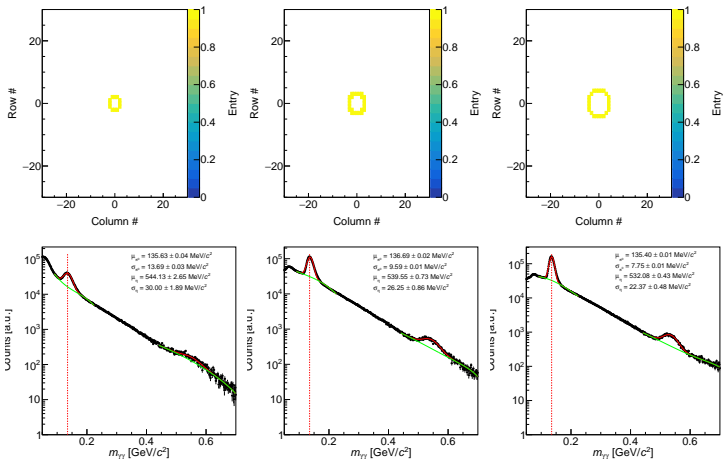 20
0
−20
Row #
−20 0 20
Column #
1
0.8
0.6
0.4
0.2
0
Entry
20
0
−20
Row #
−20 0 20
Column #
1
0.8
0.6
0.4
0.2
0
Entry
20
0
−20
Row #
−20 0 20
Column #
1
0.8
0.6
0.4
0.2
0
Entry
10⁵
10⁴
10³
10²
10
1
Counts [a.u.]
μπ⁰ 135.63 ± 0.04 MeV/c²
σπ⁰ 13.69 ± 0.03 MeV/c²
μη 544.13 ± 2.65 MeV/c²
ση 30.00 ± 1.89 MeV/c²
0.2 0.4 0.6
mγγ [GeV/c²]
10⁵
10⁴
10³
10²
10
1
Counts [a.u.]
μπ⁰ 136.69 ± 0.02 MeV/c²
σπ⁰ 9.59 ± 0.01 MeV/c²
μη 539.55 ± 0.73 MeV/c²
ση 26.25 ± 0.86 MeV/c²
0.2 0.4 0.6
mγγ [GeV/c²]
10⁵
10⁴
10³
10²
10
1
Counts [a.u.]
μπ⁰ 135.40 ± 0.01 MeV/c²
σπ⁰ 7.75 ± 0.01 MeV/c²
μη 532.08 ± 0.43 MeV/c²
ση 22.37 ± 0.48 MeV/c²
0.2 0.4 0.6
mγγ [GeV/c²]